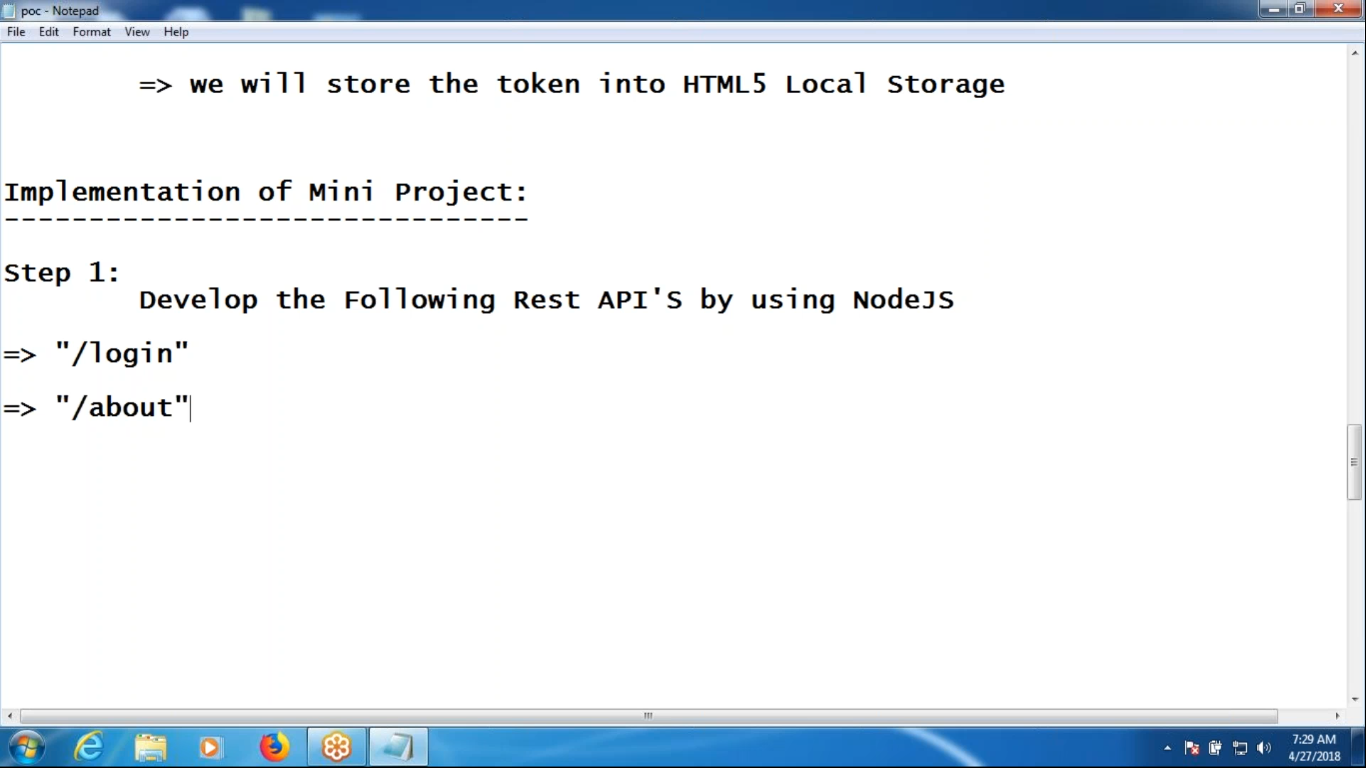 poc - Notepad
File Edit Format View Help
=> we will store the token into HTML5 Local Storage
Implementation of Mini Project:
-------------------------------
Step 1:
Develop the Following Rest API'S by using NodeJS
=> "/login"
=> "/about"
7:29 AM
4/27/2018